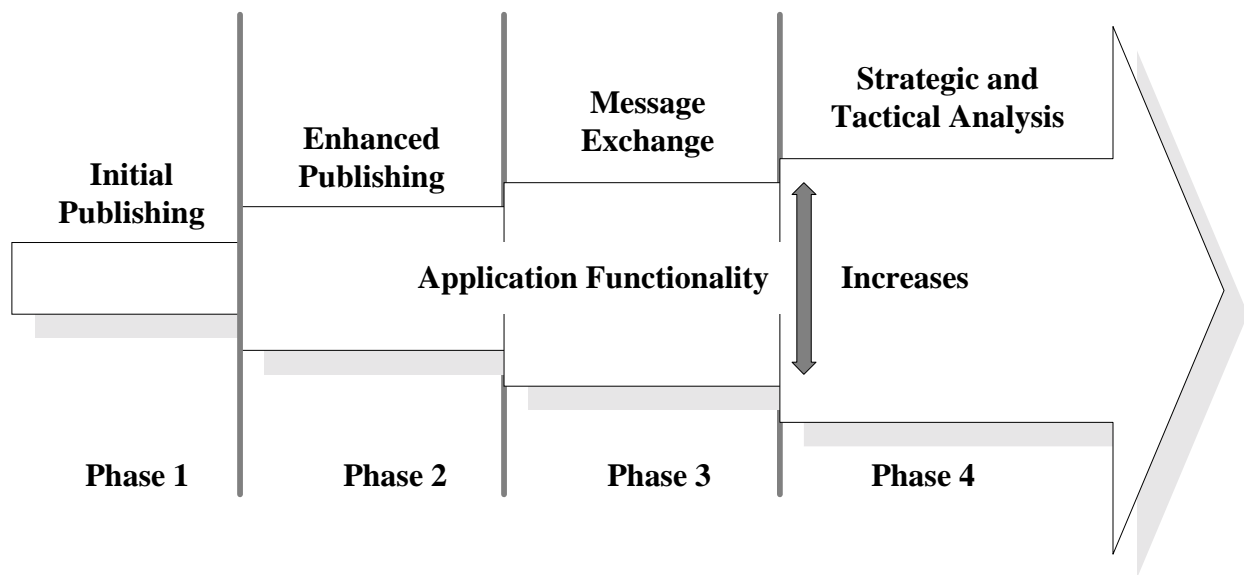 Initial
Publishing
Enhanced
Publishing
Message
Exchange
Strategic and
Tactical Analysis
Application Functionality
Increases
Phase 1
Phase 2
Phase 3
Phase 4